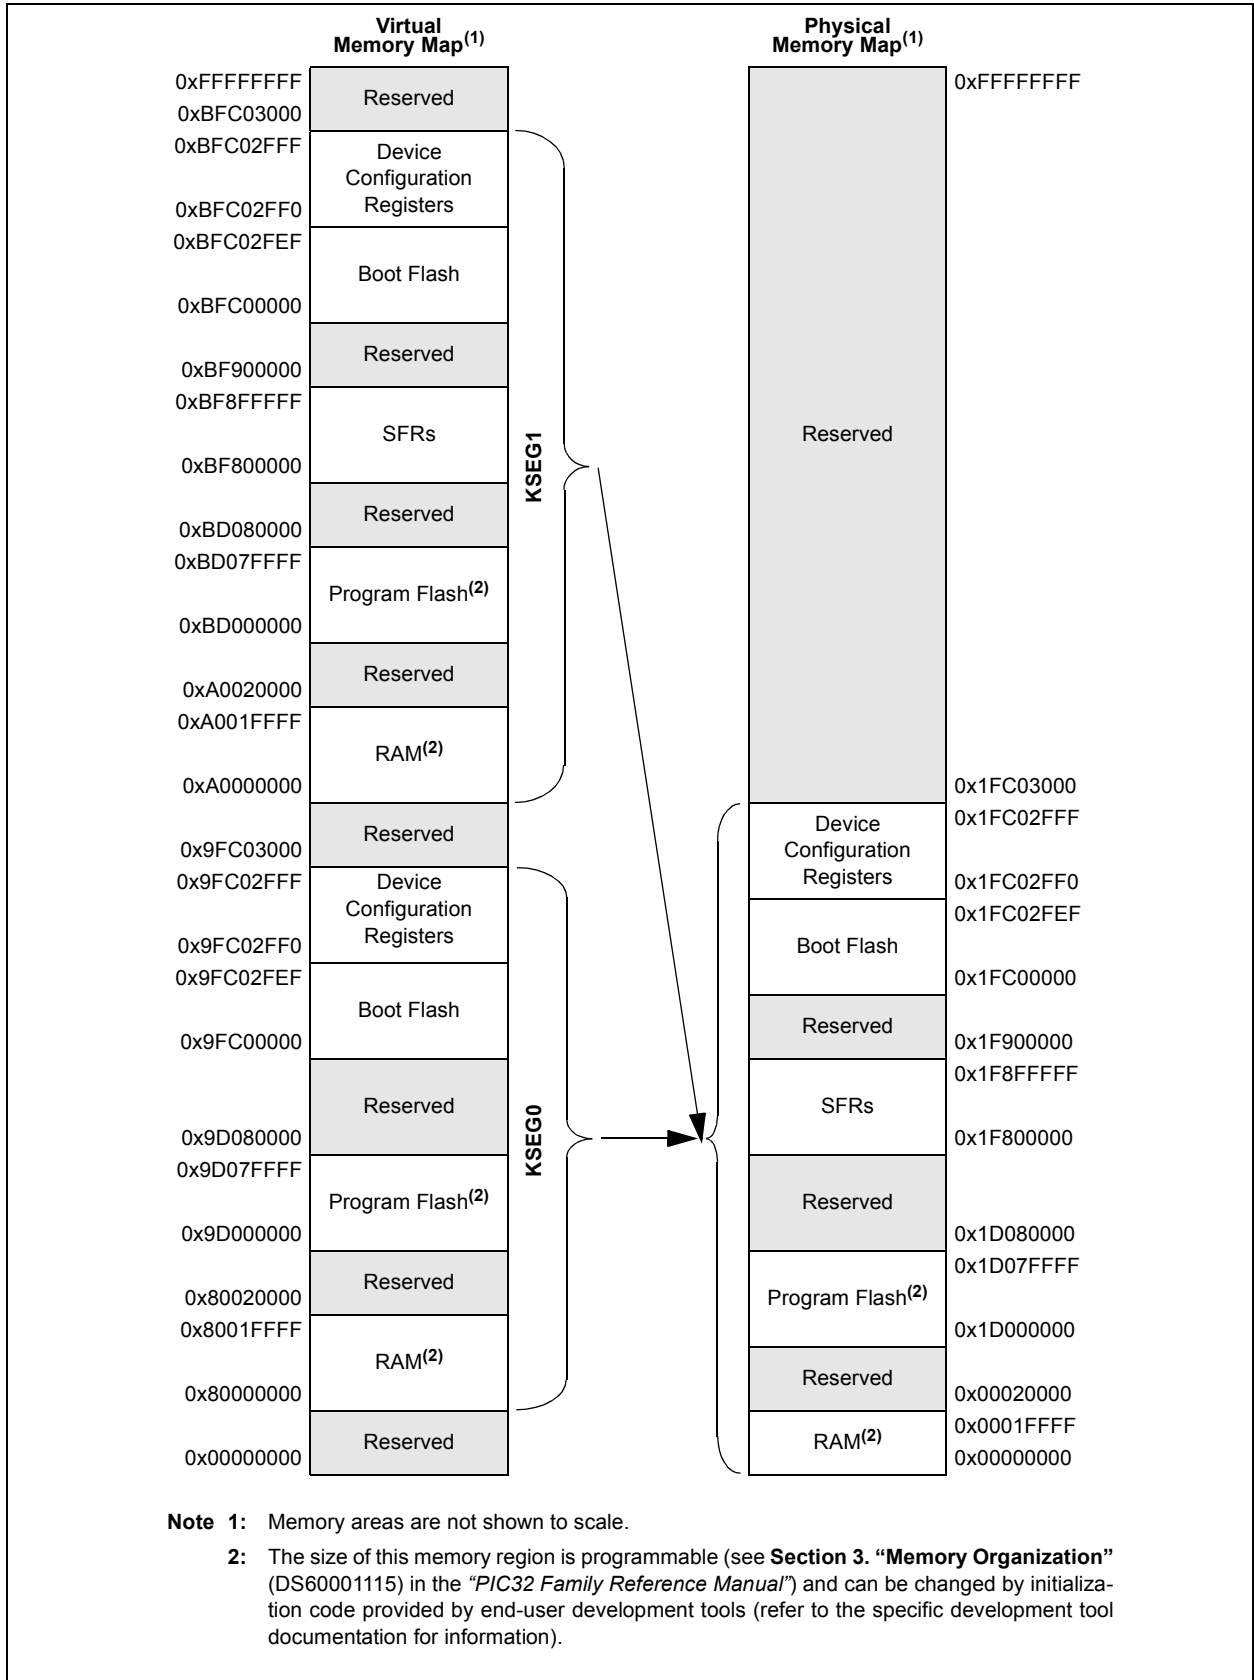 Virtual
Memory Map(1)
0xFFFFFFFF
Reserved
0xBFC03000
0xBFC02FFF
Device
Configuration
Registers
0xBFC02FF0
0xBFC02FEF
Boot Flash
0xBFC00000
Reserved
0xBF900000
0xBF8FFFFF
SFRs
0xBF800000
Reserved
0xBD080000
0xBD07FFFF
Program Flash(2)
0xBD000000
Reserved
0xA0020000
0xA001FFFF
RAM(2)
0xA0000000
KSEG1
Reserved
0x9FC03000
0x9FC02FFF
Device
Configuration
Registers
0x9FC02FF0
0x9FC02FEF
Boot Flash
0x9FC00000
Reserved
0x9D080000
0x9D07FFFF
Program Flash(2)
0x9D000000
Reserved
0x80020000
0x8001FFFF
RAM(2)
0x80000000
KSEG0
Reserved
0x00000000
Physical
Memory Map(1)
0xFFFFFFFF
Reserved
0x1FC03000
0x1FC02FFF
Device
Configuration
Registers
0x1FC02FF0
0x1FC02FEF
Boot Flash
0x1FC00000
Reserved
0x1F900000
0x1F8FFFFF
SFRs
0x1F800000
Reserved
0x1D080000
0x1D07FFFF
Program Flash(2)
0x1D000000
Reserved
0x00020000
0x0001FFFF
RAM(2)
0x00000000
Note 1: Memory areas are not shown to scale.
2: The size of this memory region is programmable (see Section 3. “Memory Organization”
(DS60001115) in the “PIC32 Family Reference Manual”) and can be changed by initializa-
tion code provided by end-user development tools (refer to the specific development tool
documentation for information).